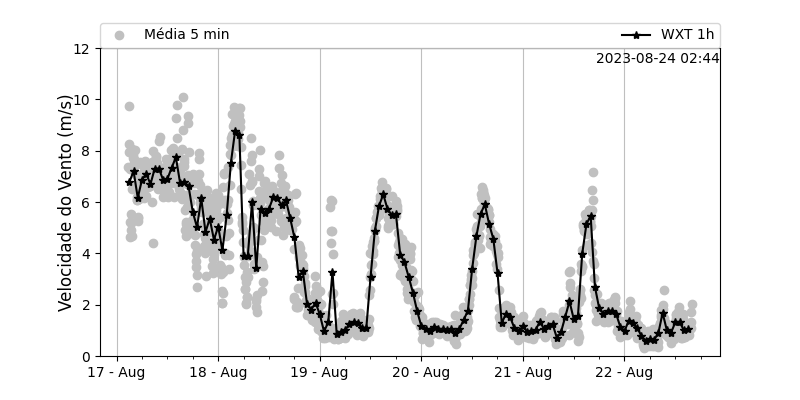 Média 5 min
WXT 1h
2023-08-24 02:44
Velocidade do Vento (m/s)
12
10
8
6
4
2
0
17 - Aug
18 - Aug
19 - Aug
20 - Aug
21 - Aug
22 - Aug